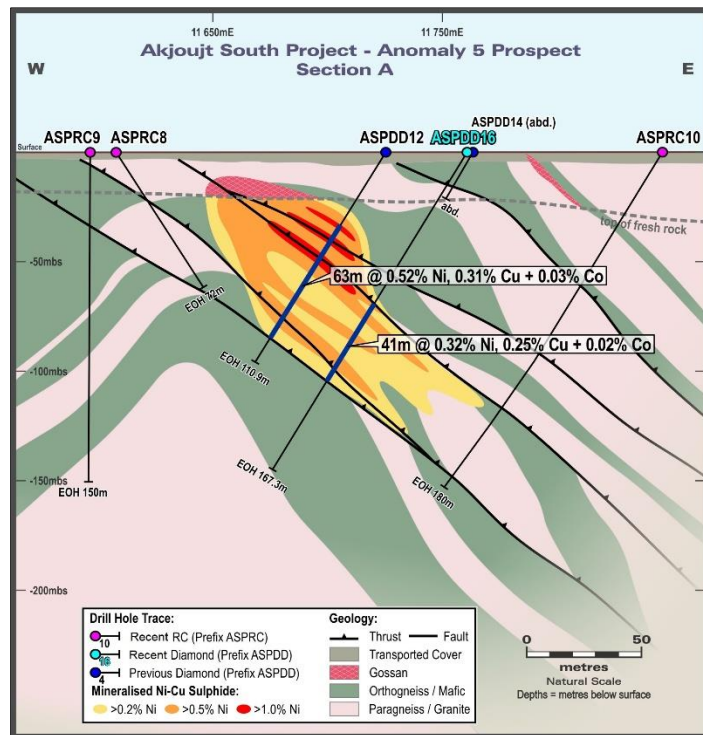 11 650mE
11 750mE
Akjoujt South Project - Anomaly 5 Prospect
Section A
W
E
ASPRC9
ASPRC8
ASPDD12
ASPDD16
ASPDD14 (abd.)
ASPRC10
Surface
abd.
top of fresh rock
-50mbs
63m @ 0.52% Ni, 0.31% Cu + 0.03% Co
EOH 72m
41m @ 0.32% Ni, 0.25% Cu + 0.02% Co
-100mbs
EOH 110.9m
-150mbs
EOH 150m
EOH 167.3m
EOH 180m
-200mbs
Drill Hole Trace:
10 Recent RC (Prefix ASPRC)
16 Recent Diamond (Prefix ASPDD)
4 Previous Diamond (Prefix ASPDD)
Mineralised Ni-Cu Sulphide:
>0.2% Ni >0.5% Ni >1.0% Ni
Geology:
Thrust Fault
Transported Cover
Gossan
Orthogneiss / Mafic
Paragneiss / Granite
0 50
metres
Natural Scale
Depths = metres below surface